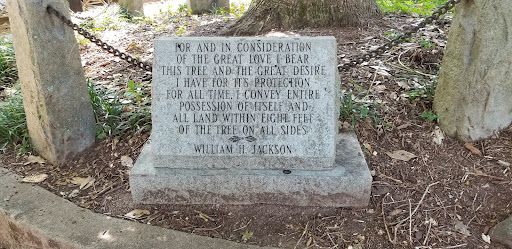 FOR AND IN CONSIDERATION
OF THE GREAT LOVE I BEAR
THIS TREE AND THE GREAT DESIRE
I HAVE FOR ITS PROTECTION
FOR ALL TIME, I CONVEY ENTIRE
POSSESSION OF ITSELF AND
ALL LAND WITHIN EIGHT FEET
OF THE TREE ON ALL SIDES
WILLIAM H. JACKSON